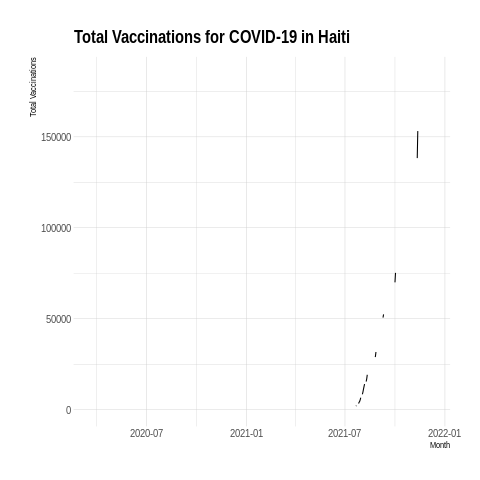 Total Vaccinations for COVID-19 in Haiti
Total Vaccinations
150000
100000
50000
0
2020-07 2021-01 2021-07 2022-01
Month